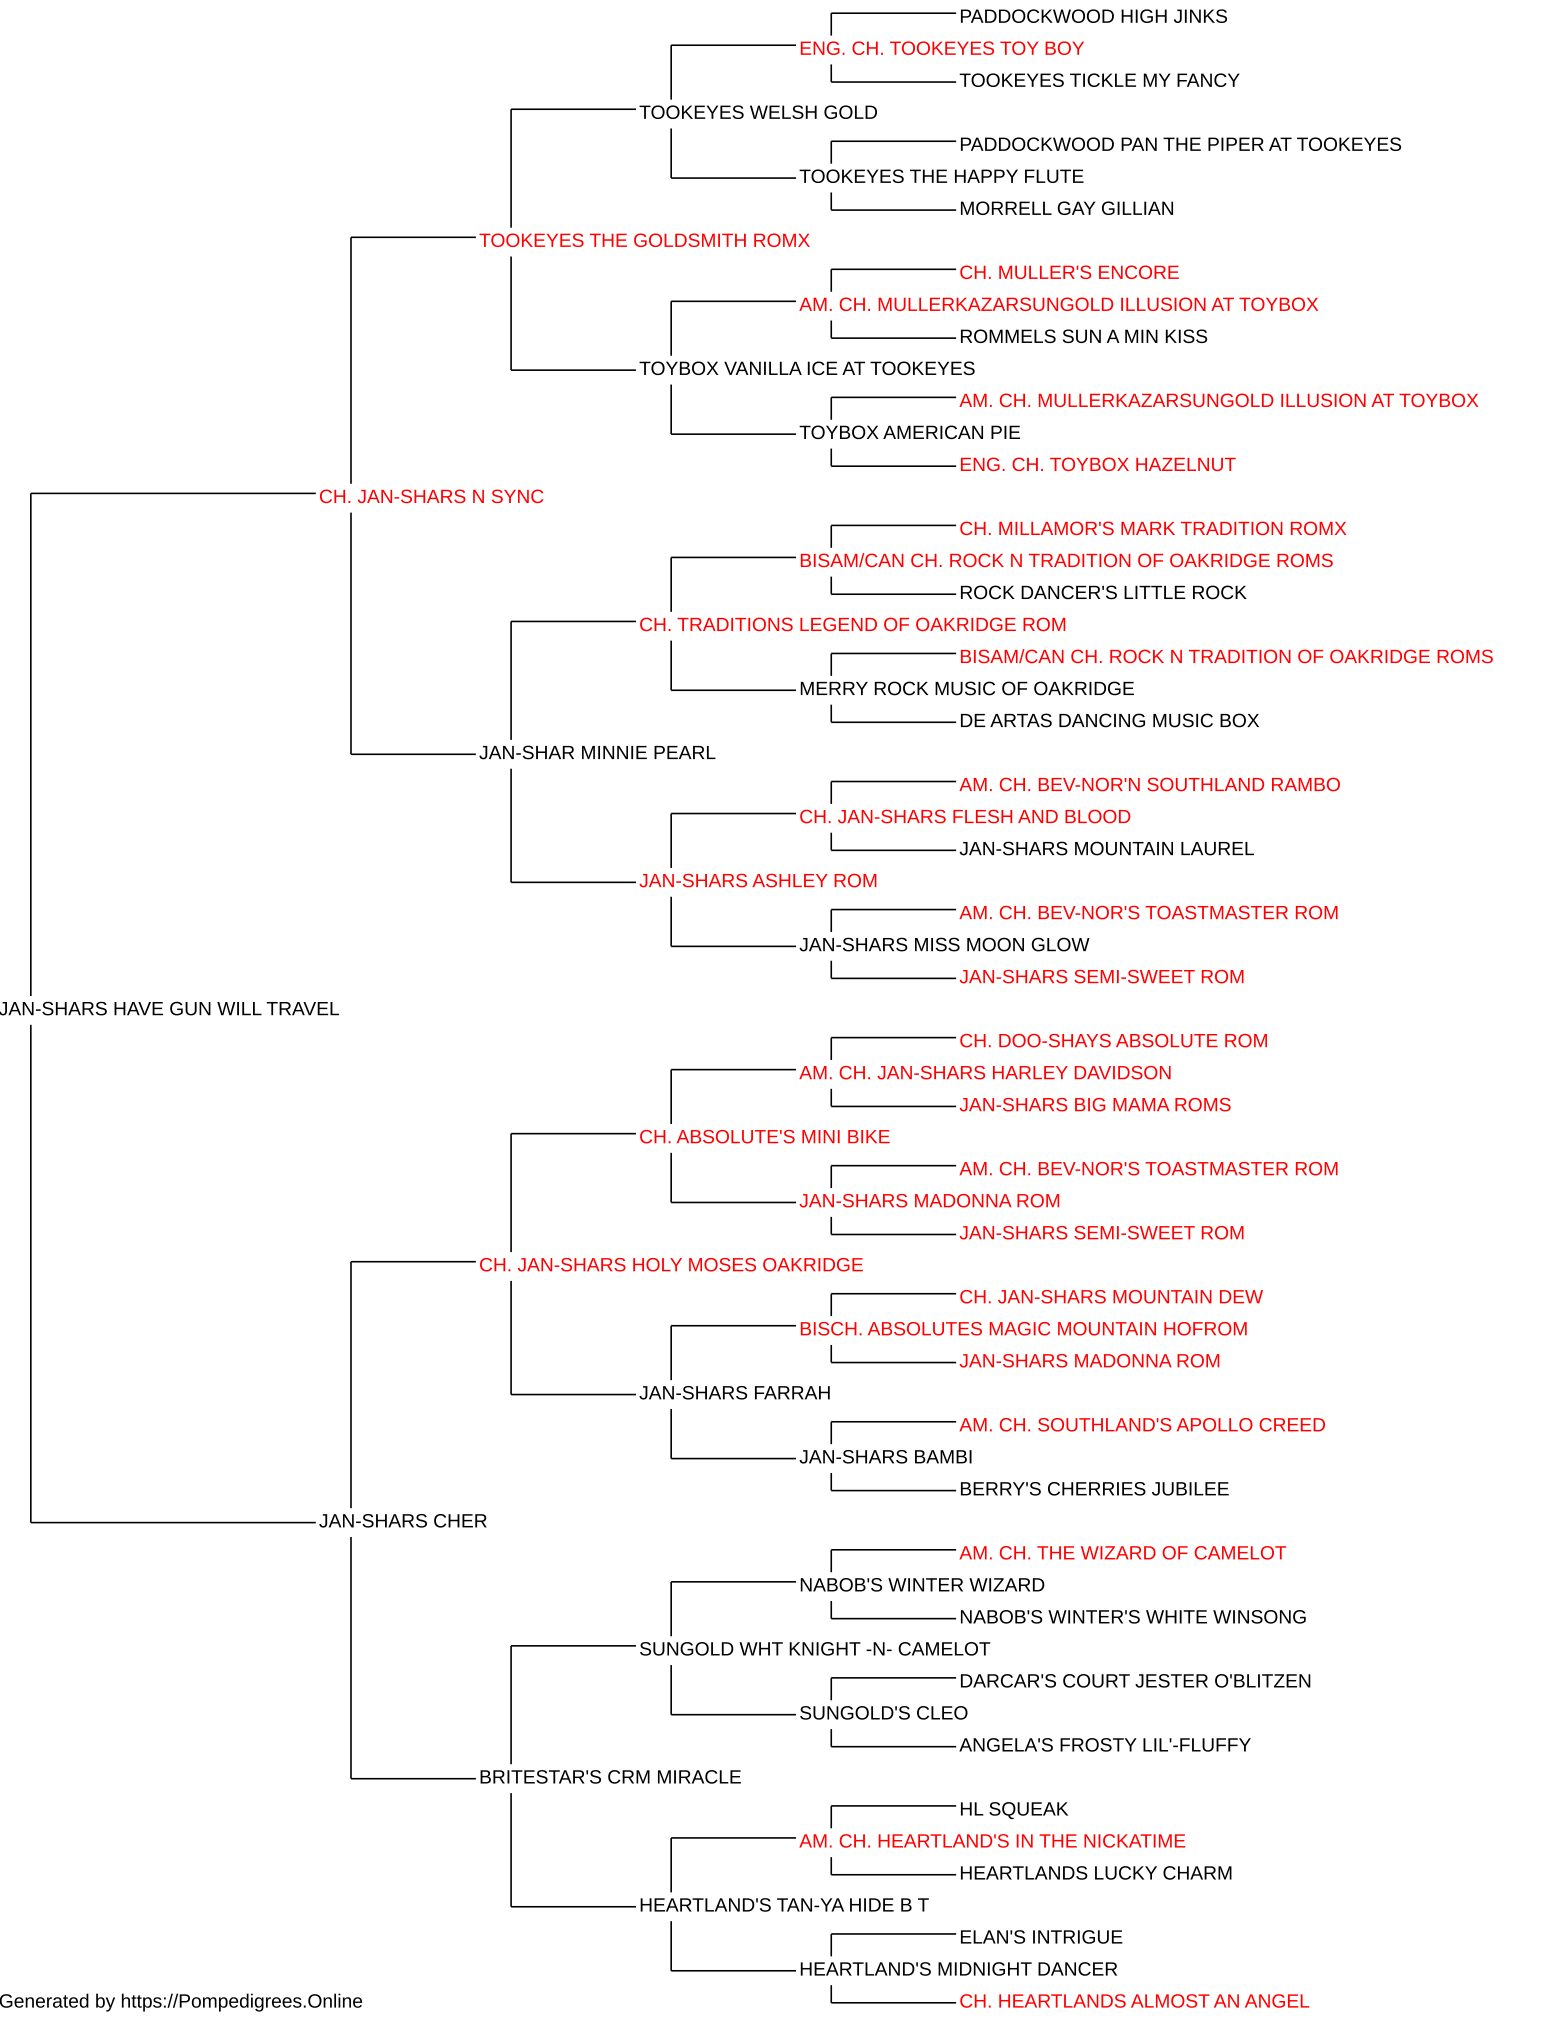 PADDOCKWOOD HIGH JINKS
ENG. CH. TOOKEYES TOY BOY
TOOKEYES TICKLE MY FANCY
TOOKEYES WELSH GOLD
PADDOCKWOOD PAN THE PIPER AT TOOKEYES
TOOKEYES THE HAPPY FLUTE
MORRELL GAY GILLIAN
TOOKEYES THE GOLDSMITH ROMX
CH. MULLER'S ENCORE
AM. CH. MULLERKAZARSUNGOLD ILLUSION AT TOYBOX
ROMMELS SUN A MIN KISS
TOYBOX VANILLA ICE AT TOOKEYES
AM. CH. MULLERKAZARSUNGOLD ILLUSION AT TOYBOX
TOYBOX AMERICAN PIE
ENG. CH. TOYBOX HAZELNUT
CH. JAN-SHARS N SYNC
CH. MILLAMOR'S MARK TRADITION ROMX
BISAM/CAN CH. ROCK N TRADITION OF OAKRIDGE ROMS
ROCK DANCER'S LITTLE ROCK
CH. TRADITIONS LEGEND OF OAKRIDGE ROM
BISAM/CAN CH. ROCK N TRADITION OF OAKRIDGE ROMS
MERRY ROCK MUSIC OF OAKRIDGE
DE ARTAS DANCING MUSIC BOX
JAN-SHAR MINNIE PEARL
AM. CH. BEV-NOR'N SOUTHLAND RAMBO
CH. JAN-SHARS FLESH AND BLOOD
JAN-SHARS MOUNTAIN LAUREL
JAN-SHARS ASHLEY ROM
AM. CH. BEV-NOR'S TOASTMASTER ROM
JAN-SHARS MISS MOON GLOW
JAN-SHARS SEMI-SWEET ROM
JAN-SHARS HAVE GUN WILL TRAVEL
CH. DOO-SHAYS ABSOLUTE ROM
AM. CH. JAN-SHARS HARLEY DAVIDSON
JAN-SHARS BIG MAMA ROMS
CH. ABSOLUTE'S MINI BIKE
AM. CH. BEV-NOR'S TOASTMASTER ROM
JAN-SHARS MADONNA ROM
JAN-SHARS SEMI-SWEET ROM
CH. JAN-SHARS HOLY MOSES OAKRIDGE
CH. JAN-SHARS MOUNTAIN DEW
BISCH. ABSOLUTES MAGIC MOUNTAIN HOFROM
JAN-SHARS MADONNA ROM
JAN-SHARS FARRAH
AM. CH. SOUTHLAND'S APOLLO CREED
JAN-SHARS BAMBI
BERRY'S CHERRIES JUBILEE
JAN-SHARS CHER
AM. CH. THE WIZARD OF CAMELOT
NABOB'S WINTER WIZARD
NABOB'S WINTER'S WHITE WINSONG
SUNGOLD WHT KNIGHT -N- CAMELOT
DARCAR'S COURT JESTER O'BLITZEN
SUNGOLD'S CLEO
ANGELA'S FROSTY LIL'-FLUFFY
BRITESTAR'S CRM MIRACLE
HL SQUEAK
AM. CH. HEARTLAND'S IN THE NICKATIME
HEARTLANDS LUCKY CHARM
HEARTLAND'S TAN-YA HIDE B T
ELAN'S INTRIGUE
HEARTLAND'S MIDNIGHT DANCER
CH. HEARTLANDS ALMOST AN ANGEL
Generated by https://Pompedigrees.Online